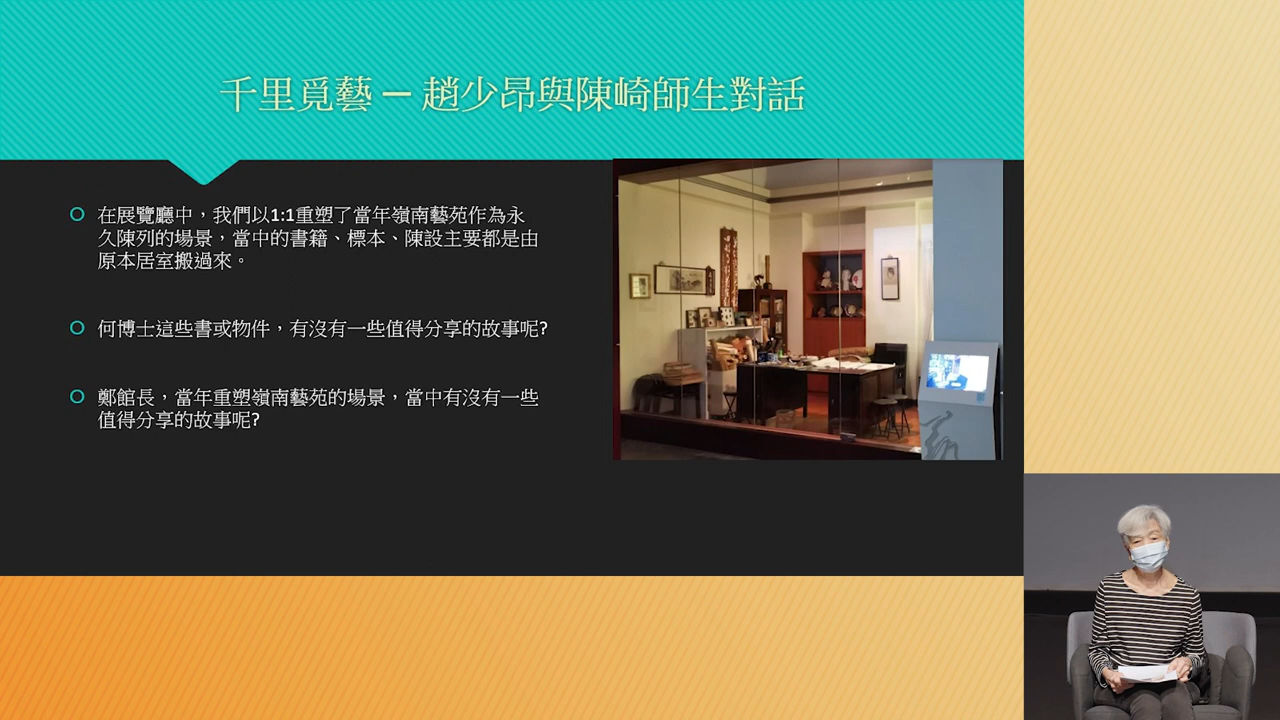 千里覓藝 – 趙少昂與陳崎師生對話
在展覽廳中，我們以1:1重塑了當年嶺南藝苑作為永
久陳列的場景，當中的書籍、標本、陳設主要都是由
原本居室搬過來。
何博士這些書或物件，有沒有一些值得分享的故事呢?
鄭館長，當年重塑嶺南藝苑的場景，當中有沒有一些
值得分享的故事呢?